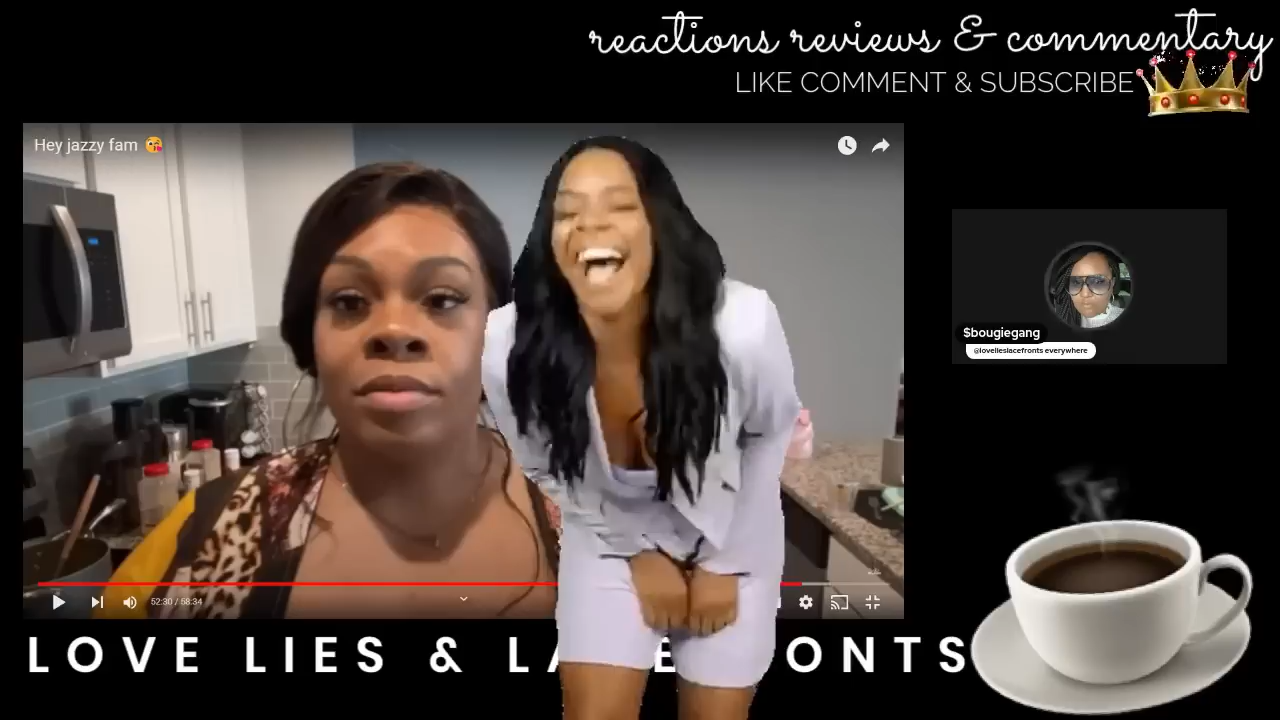 reactions reviews & commentary
LIKE COMMENT & SUBSCRIBE
Hey jazzy fam 😘
$bougiegang
@lovelieslacefronts everywhere
52:30 / 58:34
LOVE LIES & LA E ONTS